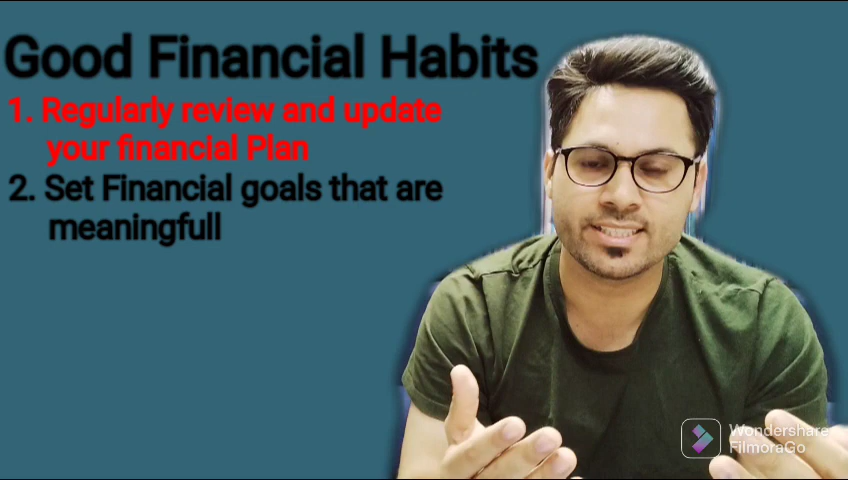 Good Financial Habits
1. Regularly review and update
your financial Plan
2. Set Financial goals that are
meaningfull
Wondershare
FilmoraGo